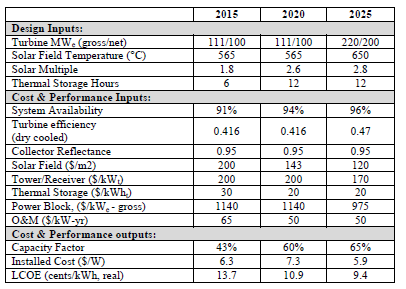 2015 2020 2025
Design Inputs:
Turbine MWe (gross/net) 111/100 111/100 220/200
Solar Field Temperature (°C) 565 565 650
Solar Multiple 1.8 2.6 2.8
Thermal Storage Hours 6 12 12
Cost & Performance Inputs:
System Availability 91% 94% 96%
Turbine efficiency
(dry cooled) 0.416 0.416 0.47
Collector Reflectance 0.95 0.95 0.95
Solar Field ($/m2) 200 143 120
Tower/Receiver ($/kWt) 200 200 170
Thermal Storage ($/kWht) 30 20 20
Power Block, ($/kWe - gross) 1140 1140 975
O&M ($/kW-yr) 65 50 50
Cost & Performance outputs:
Capacity Factor 43% 60% 65%
Installed Cost ($/W) 6.3 7.3 5.9
LCOE (cents/kWh, real) 13.7 10.9 9.4